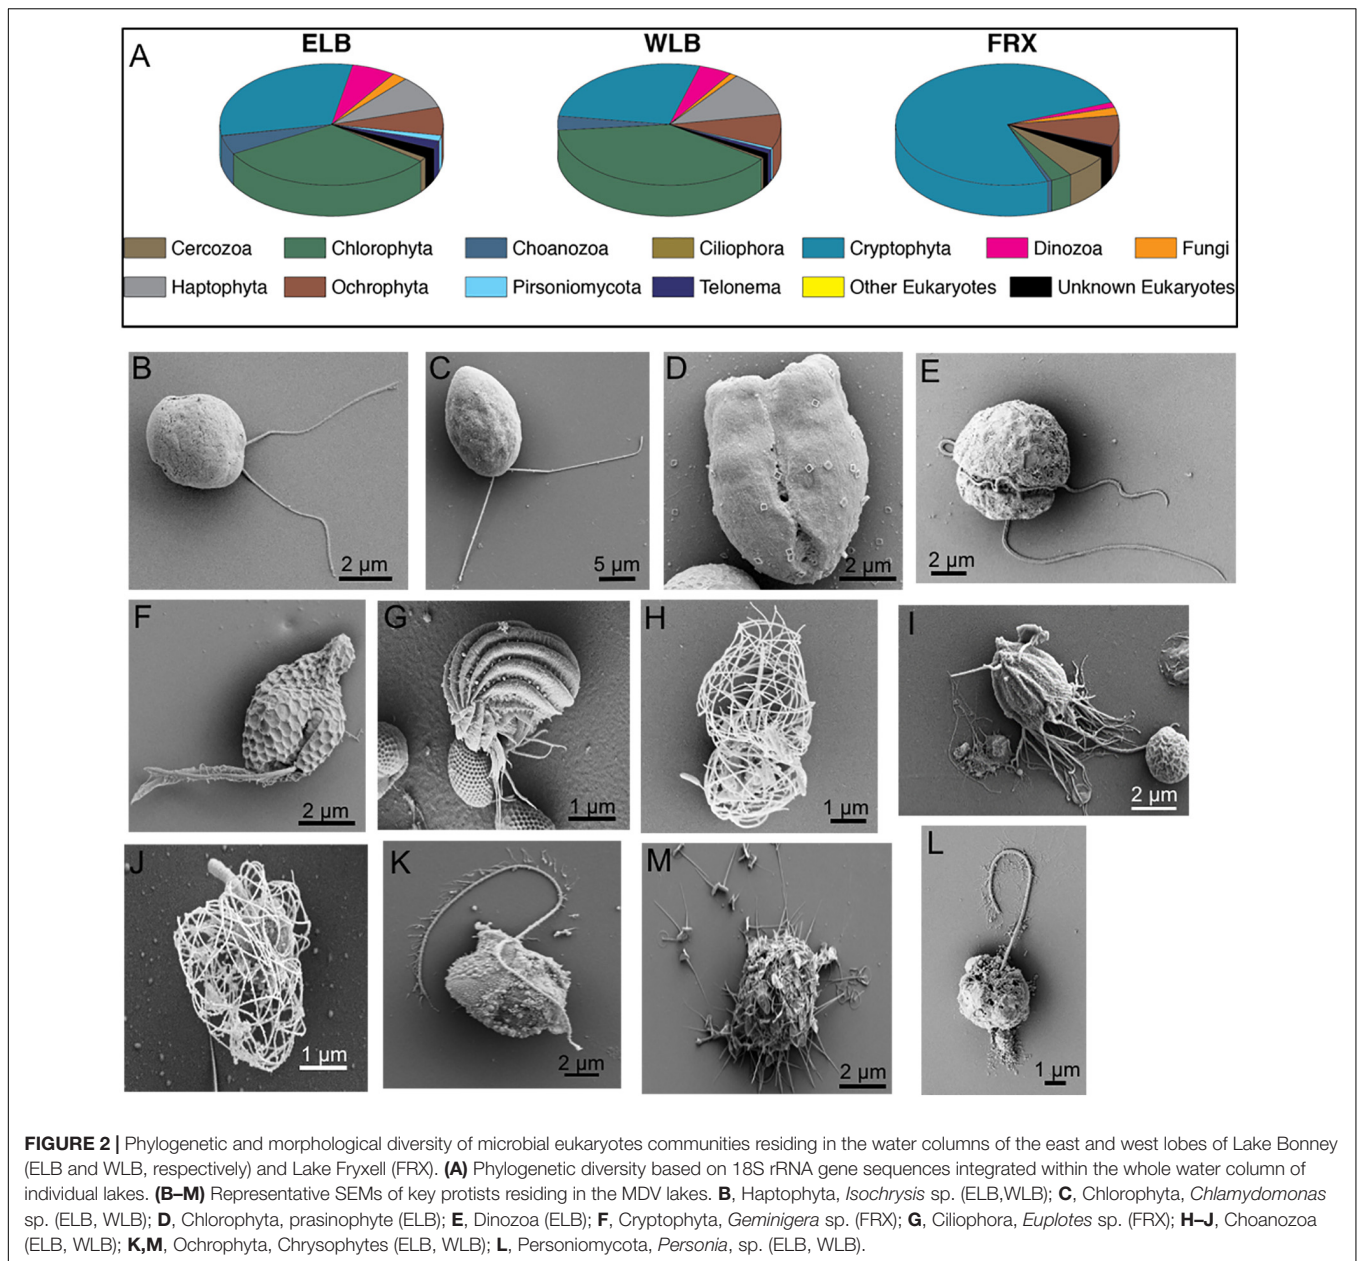 A
ELB
WLB
FRX
Cercozoa
Chlorophyta
Choanozoa
Ciliophora
Cryptophyta
Dinozoa
Fungi
Haptophyta
Ochrophyta
Pirsoniomycota
Telonema
Other Eukaryotes
Unknown Eukaryotes
B
2 µm
C
5 µm
D
2 µm
E
2 µm
F
2 µm
G
1 µm
H
1 µm
I
2 µm
J
1 µm
K
2 µm
M
2 µm
L
1 µm
FIGURE 2 | Phylogenetic and morphological diversity of microbial eukaryotes communities residing in the water columns of the east and west lobes of Lake Bonney
(ELB and WLB, respectively) and Lake Fryxell (FRX). (A) Phylogenetic diversity based on 18S rRNA gene sequences integrated within the whole water column of
individual lakes. (B–M) Representative SEMs of key protists residing in the MDV lakes. B, Haptophyta, Isochrysis sp. (ELB,WLB); C, Chlorophyta, Chlamydomonas
sp. (ELB, WLB); D, Chlorophyta, prasinophyte (ELB); E, Dinozoa (ELB); F, Cryptophyta, Geminigera sp. (FRX); G, Ciliophora, Euplotes sp. (FRX); H–J, Choanozoa
(ELB, WLB); K,M, Ochrophyta, Chrysophytes (ELB, WLB); L, Personiomycota, Personia, sp. (ELB, WLB).